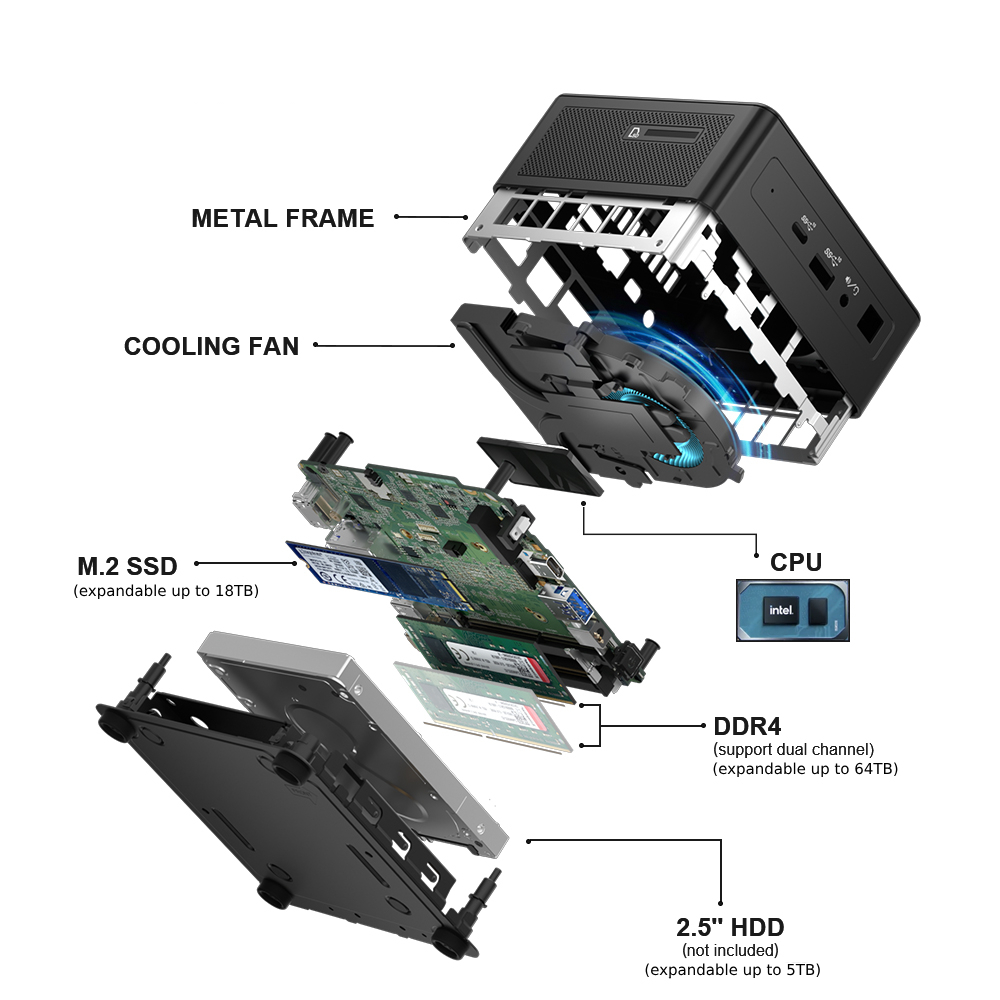 METAL FRAME
COOLING FAN
M.2 SSD
(expandable up to 18TB)
CPU
intel.
DDR4
(support dual channel)
(expandable up to 64TB)
2.5'' HDD
(not included)
(expandable up to 5TB)